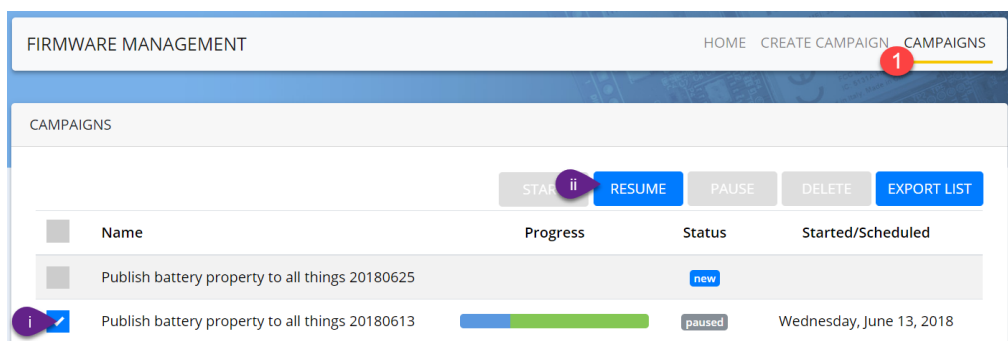 FIRMWARE MANAGEMENT HOME CREATE CAMPAIGN CAMPAIGNS
1
CAMPAIGNS
ii RESUME PAUSE DELETE EXPORT LIST
Name Progress Status Started/Scheduled
Publish battery property to all things 20180625 new
i Publish battery property to all things 20180613 paused Wednesday, June 13, 2018